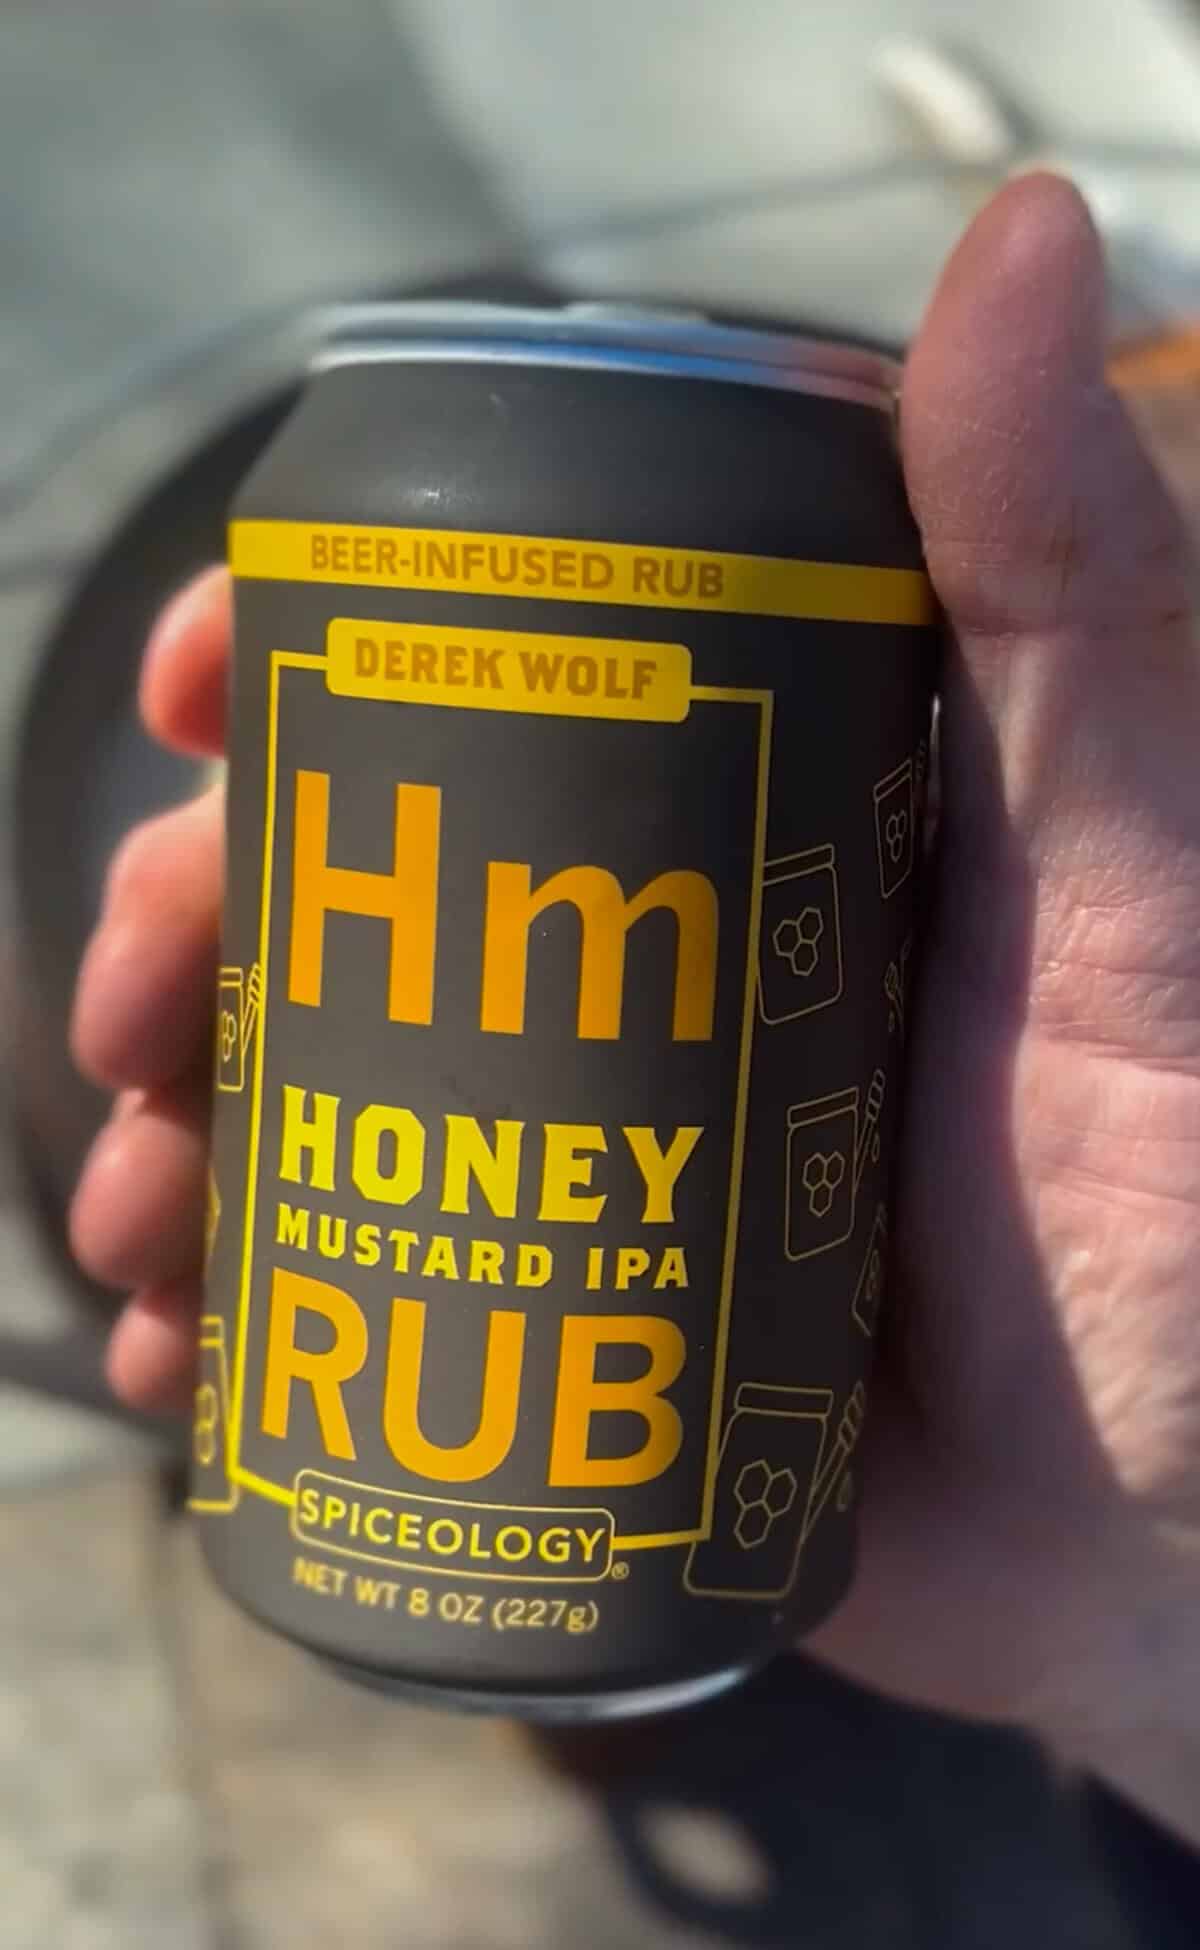 BEER-INFUSED RUB
DEREK WOLF
Hm
HONEY
MUSTARD IPA
RUB
SPICEOLOGY®
NET WT 8 OZ (227g)